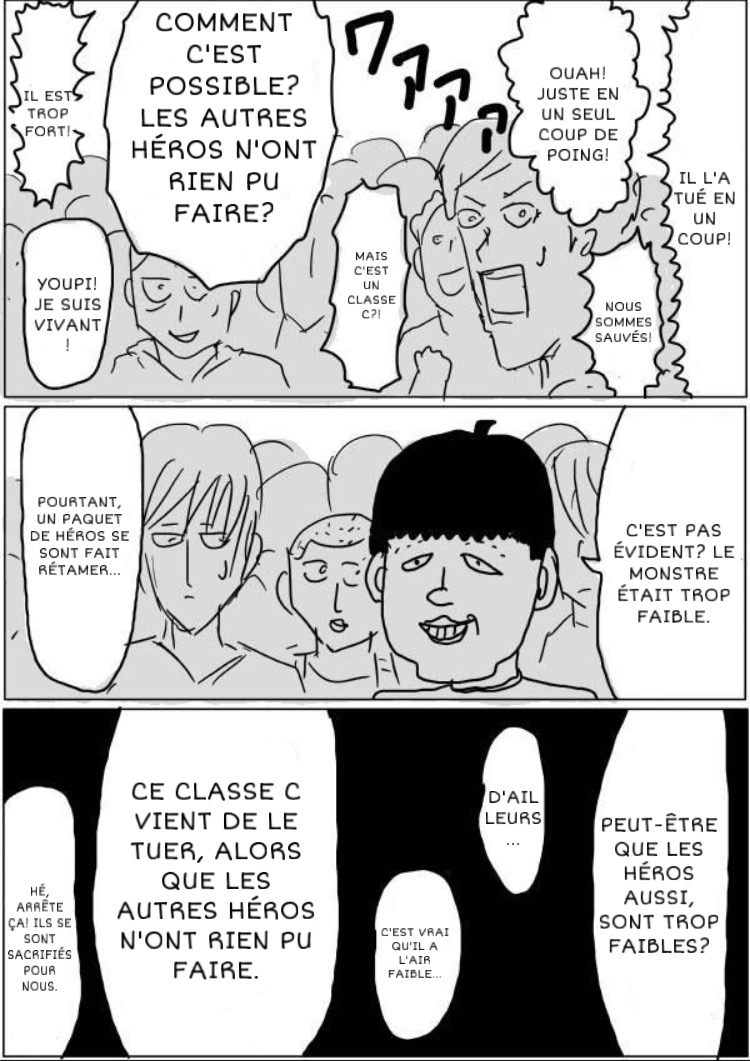 IL L'A
TUÉ EN
UN
COUP!
OUAH!
JUSTE EN
UN SEUL
COUP DE
POING!
NOUS
SOMMES
SAUVÉS!
ワァァァ
MAIS
C'EST
UN
CLASSE
C?!
COMMENT
C'EST
POSSIBLE?
LES AUTRES
HÉROS N'ONT
RIEN PU
FAIRE?
IL EST
TROP
FORT!
YOUPI!
JE SUIS
VIVANT
!
C'EST PAS
ÉVIDENT? LE
MONSTRE
ÉTAIT TROP
FAIBLE.
POURTANT,
UN PAQUET
DE HÉROS SE
SONT FAIT
RÉTAMER...
PEUT-ÊTRE
QUE LES
HÉROS
AUSSI,
SONT TROP
FAIBLES?
D'AIL
LEURS
...
C'EST VRAI
QU'IL A
L'AIR
FAIBLE...
CE CLASSE C
VIENT DE LE
TUER, ALORS
QUE LES
AUTRES HÉROS
N'ONT RIEN PU
FAIRE.
HÉ,
ARRÊTE
ÇA! ILS SE
SONT
SACRIFIÉS
POUR
NOUS.